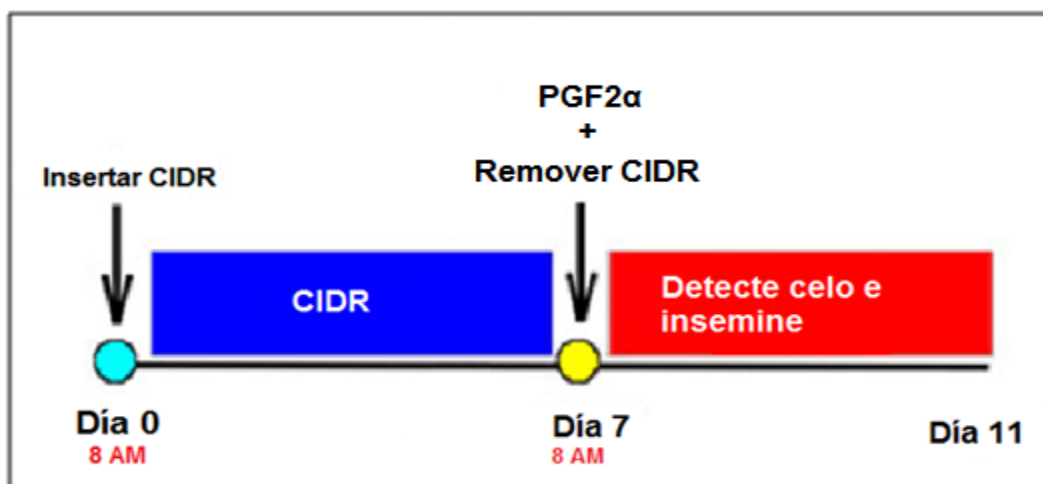 PGF2α
+
Insertar CIDR
Remover CIDR
CIDR
Detecte celo e
insemine
Día 0
8 AM
Día 7
8 AM
Día 11